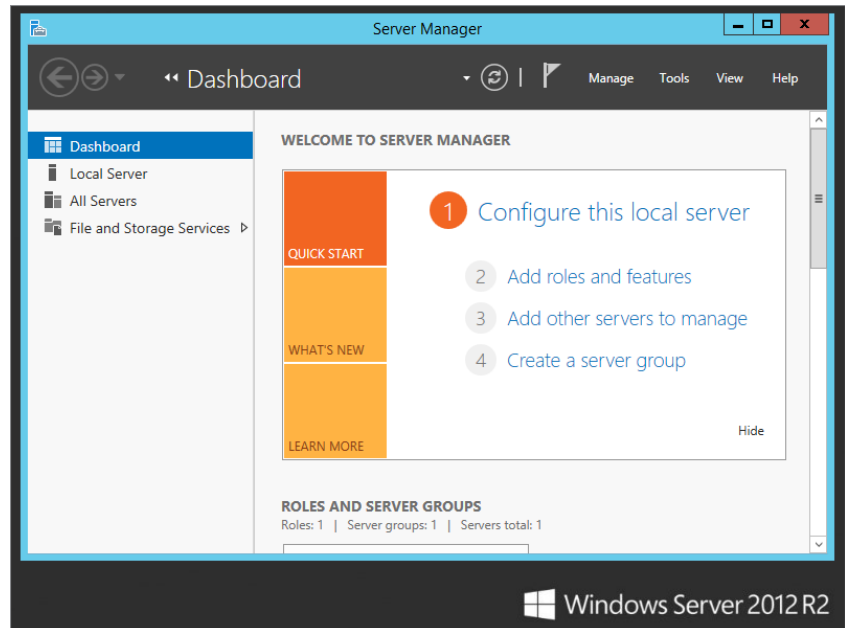 Server Manager
Dashboard
Manage Tools View Help
Dashboard
Local Server
All Servers
File and Storage Services
WELCOME TO SERVER MANAGER
QUICK START
WHAT'S NEW
LEARN MORE
1 Configure this local server
2 Add roles and features
3 Add other servers to manage
4 Create a server group
Hide
ROLES AND SERVER GROUPS
Roles: 1 | Server groups: 1 | Servers total: 1
Windows Server 2012 R2